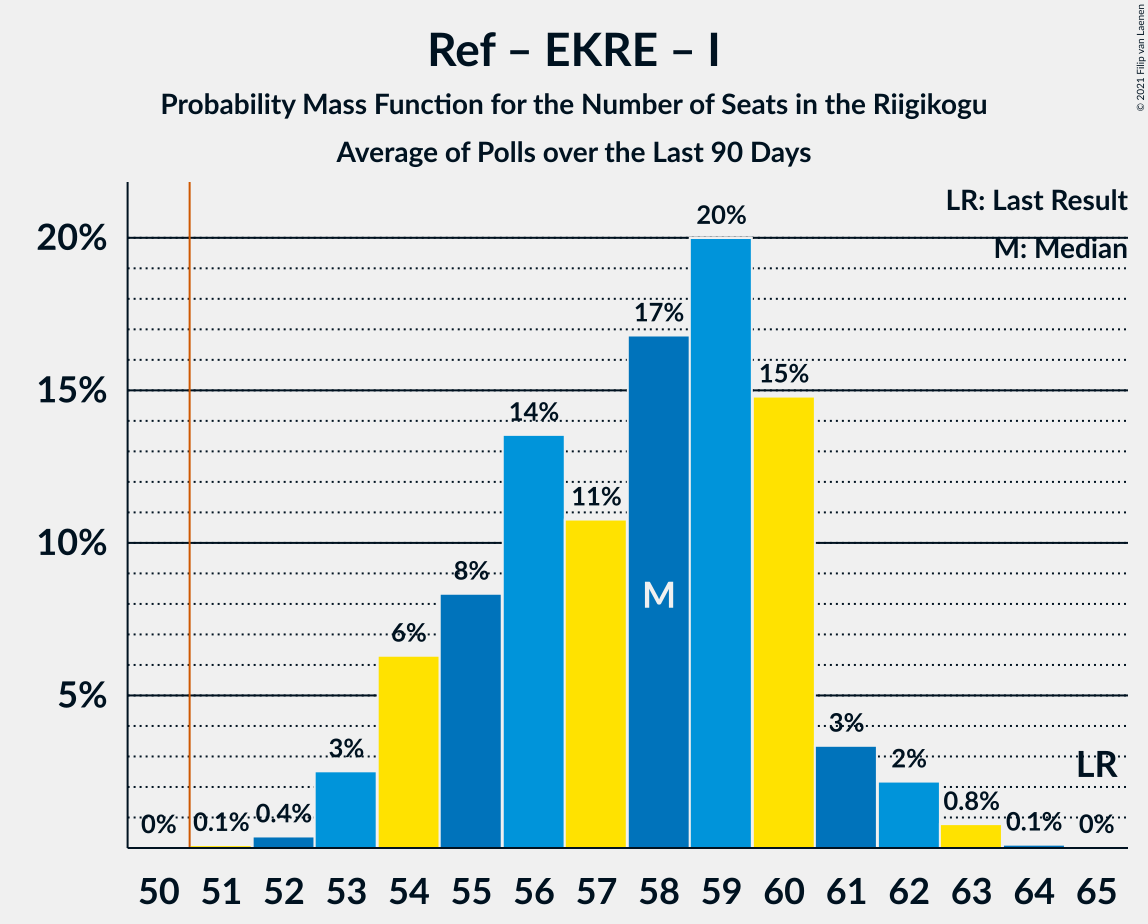 Ref – EKRE – I
Probability Mass Function for the Number of Seats in the Riigikogu
Average of Polls over the Last 90 Days
© 2021 Filip van Laenen
LR: Last Result
M: Median
20%
15%
10%
5%
0%
0.1%
0.4%
3%
6%
8%
14%
11%
17%
20%
15%
3%
2%
0.8%
0.1%
0%
M
LR
50 51 52 53 54 55 56 57 58 59 60 61 62 63 64 65